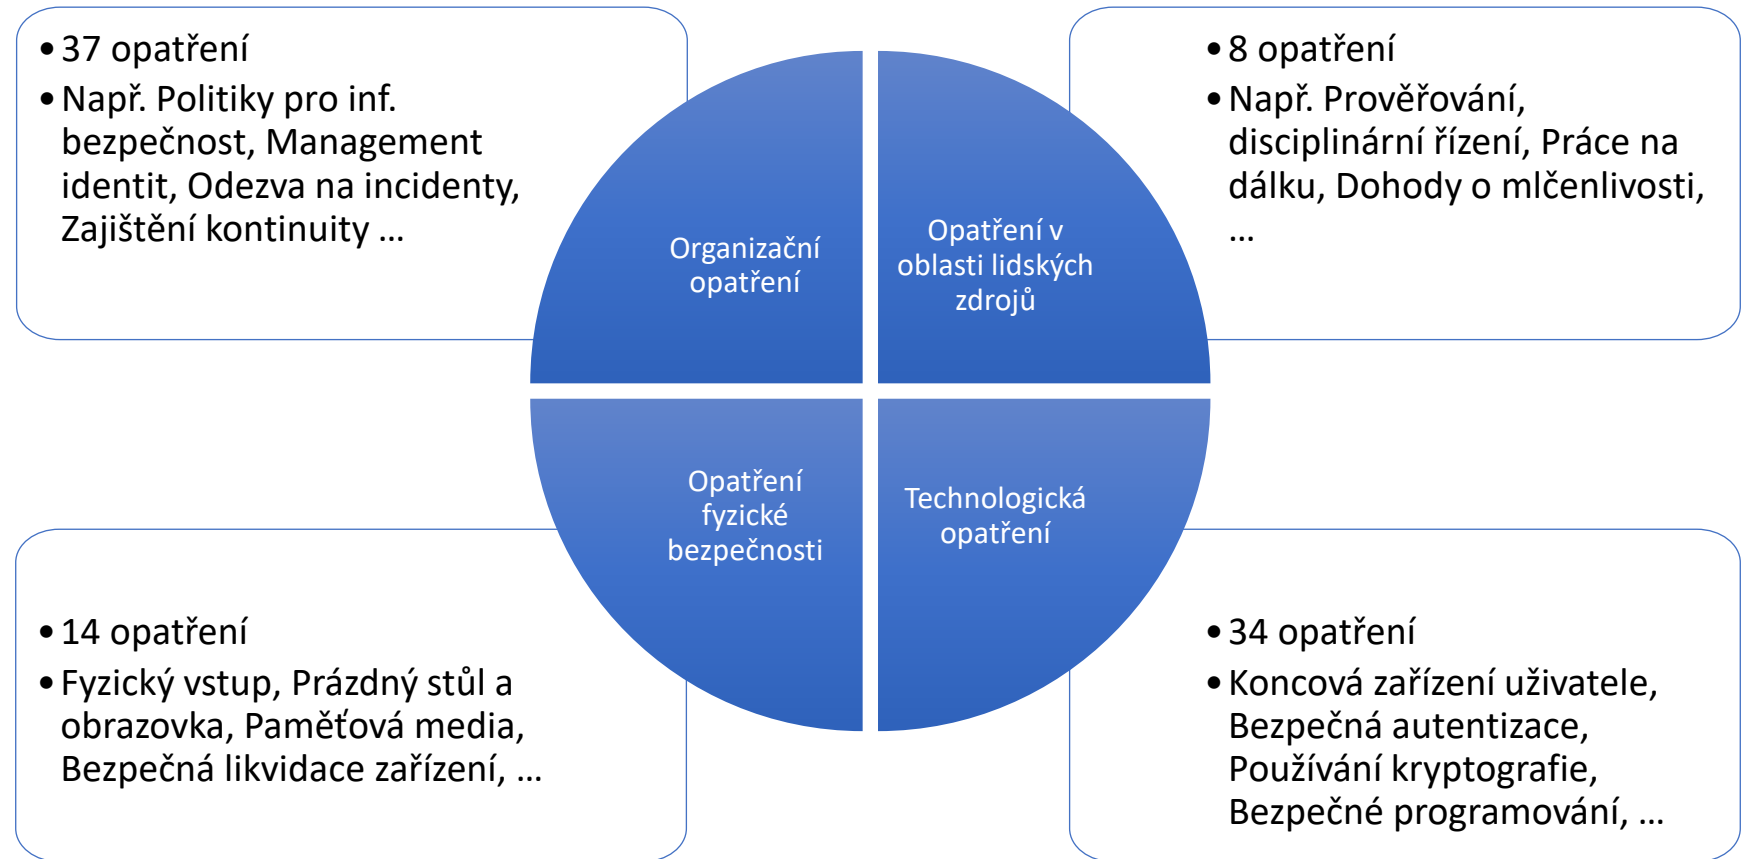 •37 opatření
•Např. Politiky pro inf.
bezpečnost, Management
identit, Odezva na incidenty,
Zajištění kontinuity ...
•8 opatření
•Např. Prověřování,
disciplinární řízení, Práce na
dálku, Dohody o mlčenlivosti,
...
Organizační
opatření
Opatření v
oblasti lidských
zdrojů
Opatření
fyzické
bezpečnosti
Technologická
opatření
•14 opatření
•Fyzický vstup, Prázdný stůl a
obrazovka, Paměťová media,
Bezpečná likvidace zařízení, ...
•34 opatření
•Koncová zařízení uživatele,
Bezpečná autentizace,
Používání kryptografie,
Bezpečné programování, ...